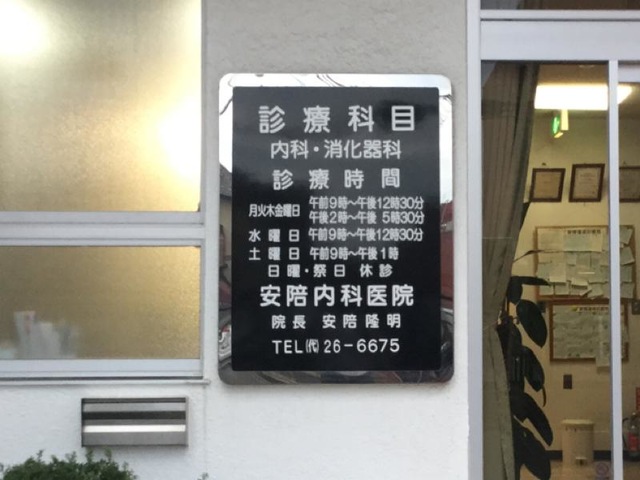 診療科目
内科・消化器科
診療時間
月火木金曜日 午前9時〜午後12時30分
午後2時〜午後5時30分
水曜日 午前9時〜午後12時30分
土曜日 午前9時〜午後1時
日曜・祭日 休診
安陪内科医院
院長 安陪隆明
TEL(代)26-6675